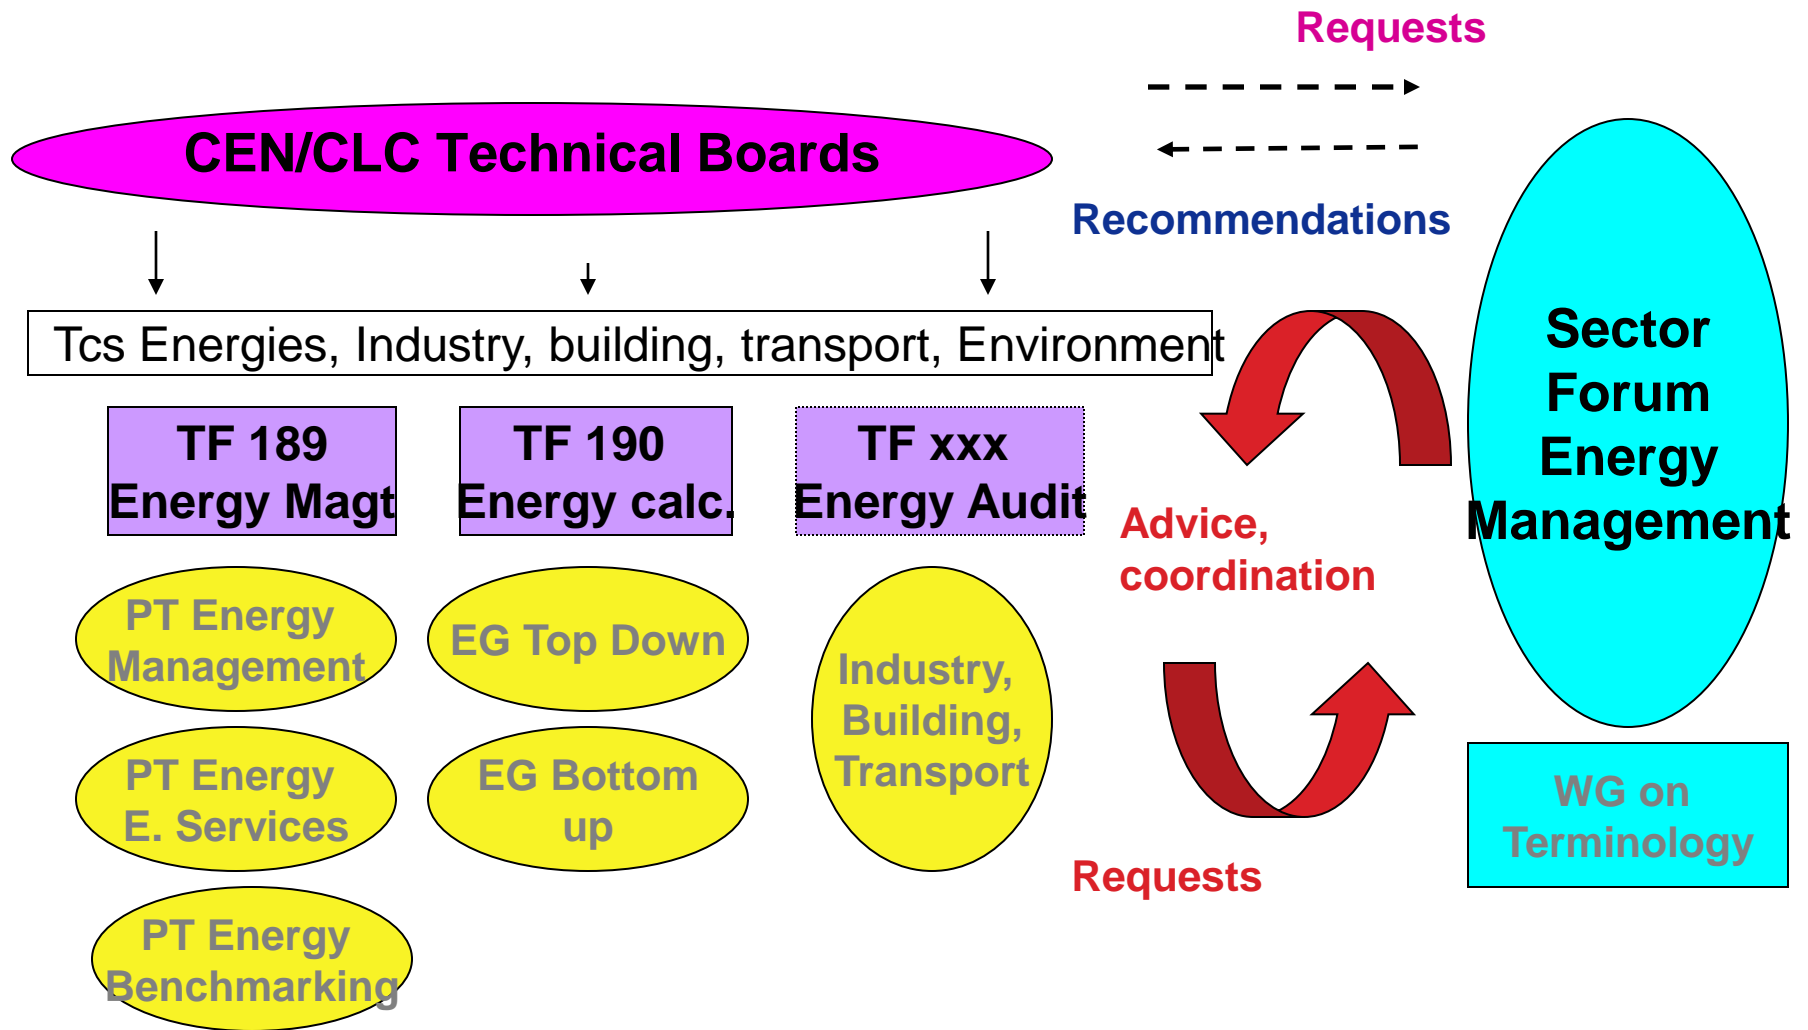 Requests
CEN/CLC Technical Boards
Recommendations
Tcs Energies, Industry, building, transport, Environment
TF 189
Energy Magt
TF 190
Energy calc.
TF xxx
Energy Audit
PT Energy
Management
PT Energy
E. Services
PT Energy
Benchmarking
EG Top Down
EG Bottom
up
Industry,
Building,
Transport
Advice,
coordination
Requests
Sector
Forum
Energy
Management
WG on
Terminology